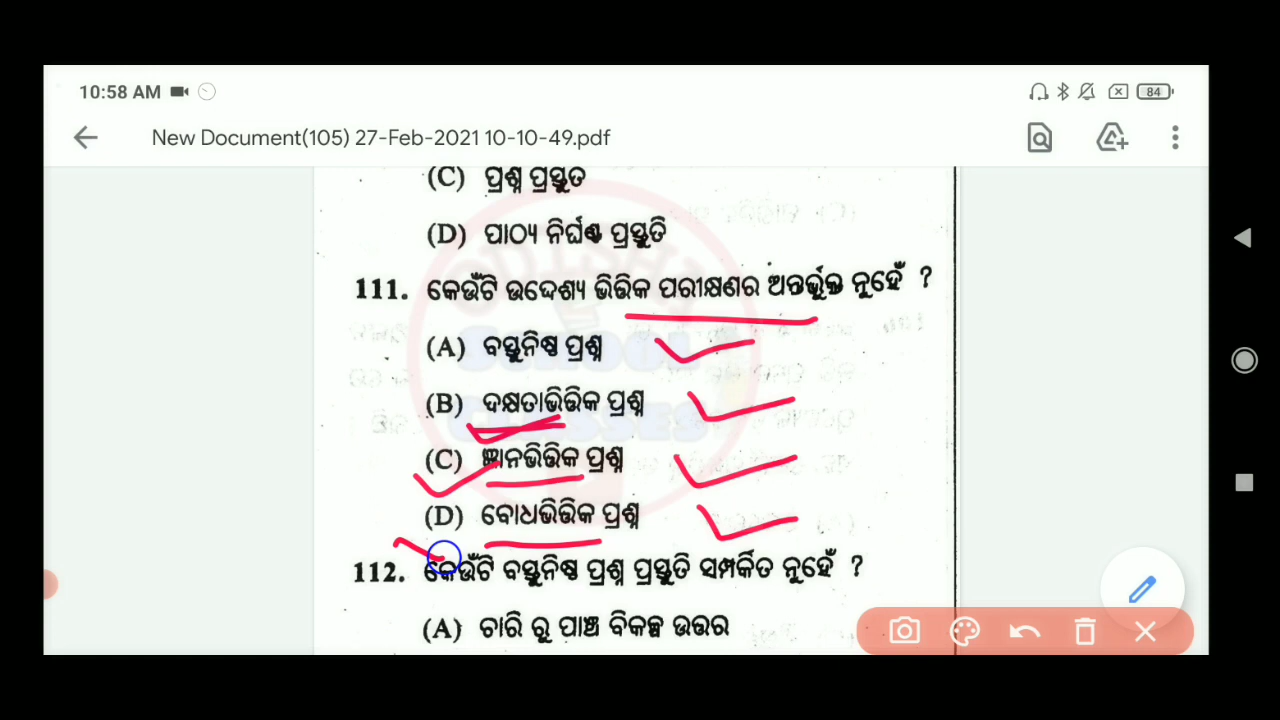 10:58 AM
84
New Document(105) 27-Feb-2021 10-10-49.pdf
(C) ପ୍ରଶ୍ନ ପ୍ରସ୍ତୁତ
(D) ପାଠ୍ୟ ନିର୍ଘଣ୍ଟ ପ୍ରସ୍ତୁତି
111. କେଉଁଟି ଉଦ୍ଦେଶ୍ୟ ଭିତ୍ତିକ ପରୀକ୍ଷଣର ଅନ୍ତର୍ଭୁକ୍ତ ନୁହେଁ ?
(A) ବସ୍ତୁନିଷ୍ଠ ପ୍ରଶ୍ନ
(B) ଦକ୍ଷତାଭିତ୍ତିକ ପ୍ରଶ୍ନ
(C) ଜ୍ଞାନଭିତ୍ତିକ ପ୍ରଶ୍ନ
(D) ବୋଧଭିତ୍ତିକ ପ୍ରଶ୍ନ
112. କେଉଁଟି ବସ୍ତୁନିଷ୍ଠ ପ୍ରଶ୍ନ ପ୍ରସ୍ତୁତି ସମ୍ପର୍କିତ ନୁହେଁ ?
(A) ଚାରି ରୁ ପାଞ୍ଚ ବିକଳ୍ପ ଉତ୍ତର